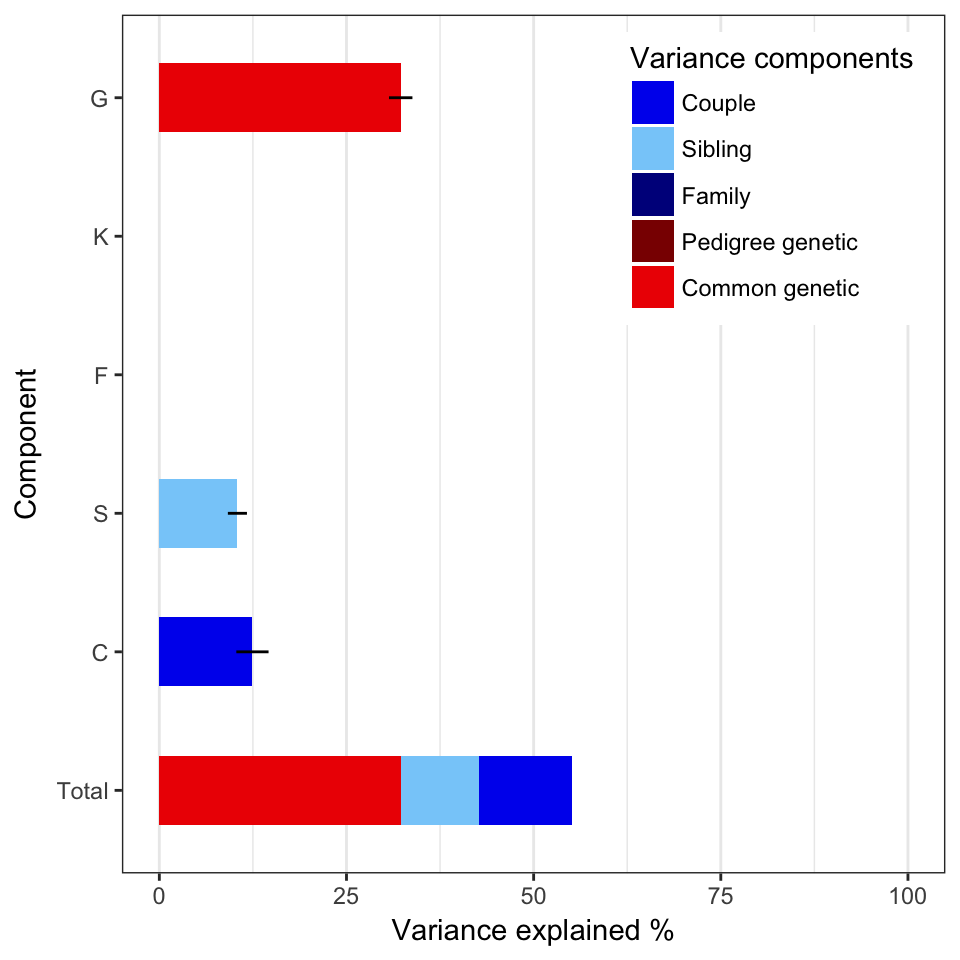 Variance components
Couple
Sibling
Family
Pedigree genetic
Common genetic
G
K
F
S
C
Total
Component
0 25 50 75 100
Variance explained %